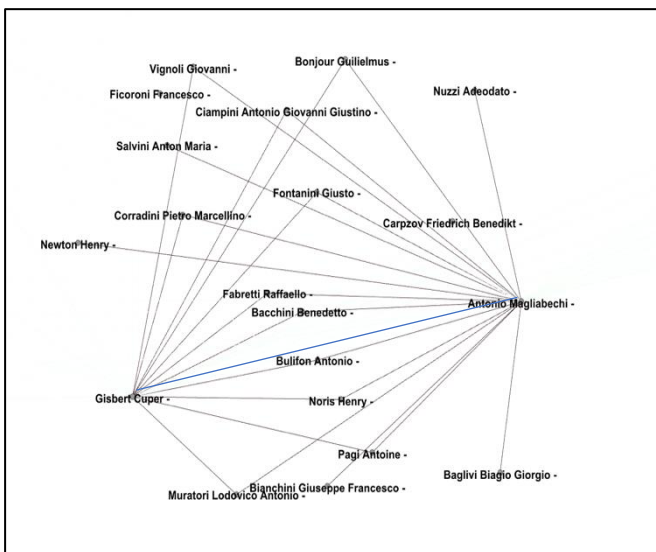 Bonjour Guilielmus -
Vignoli Giovanni -
Ficoroni Francesco -
Nuzzi Adeodato -
Ciampini Antonio Giovanni Giustino -
Salvini Anton Maria -
Fontanini Giusto -
Corradini Pietro Marcellino -
Carpzov Friedrich Benedikt -
Newton Henry -
Fabretti Raffaello -
Antonio Magliabechi -
Bacchini Benedetto -
Bulifon Antonio -
Gisbert Cuper -
Noris Henry -
Pagi Antoine -
Baglivi Biagio Giorgio -
Bianchini Giuseppe Francesco -
Muratori Lodovico Antonio -